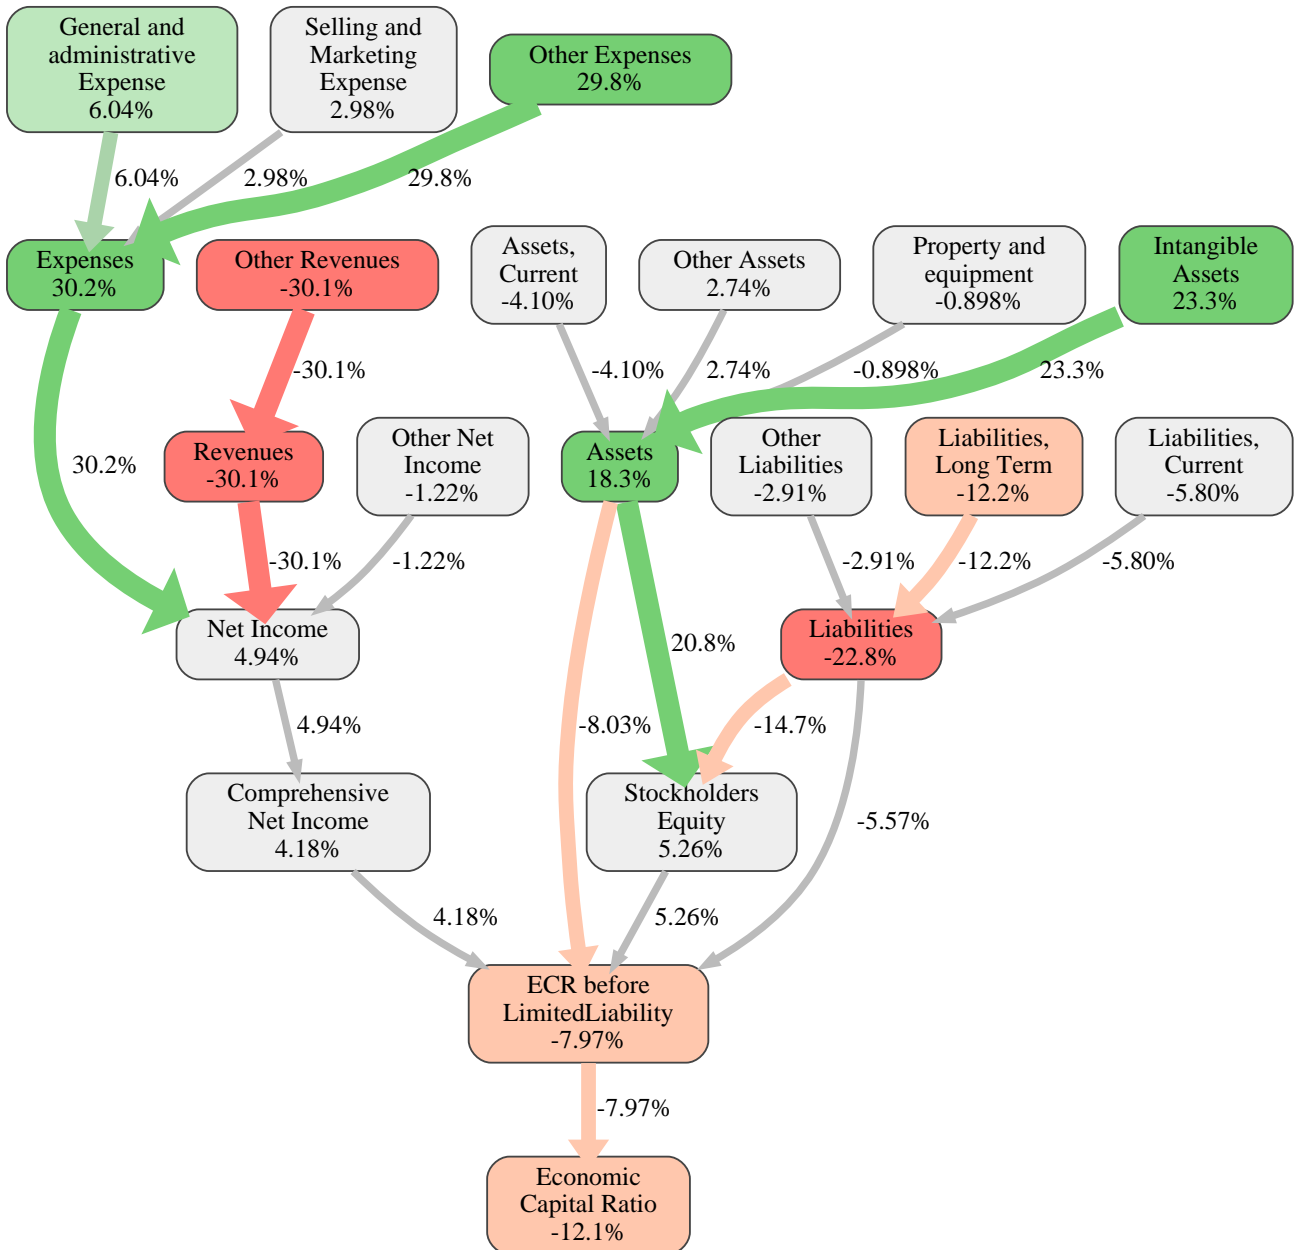 General and
administrative
Expense
6.04%
Selling and
Marketing
Expense
2.98%
Other Expenses
29.8%
6.04%
2.98%
29.8%
Expenses
30.2%
Other Revenues
-30.1%
Assets,
Current
-4.10%
Other Assets
2.74%
Property and
equipment
-0.898%
Intangible
Assets
23.3%
-30.1%
-4.10%
2.74%
-0.898%
23.3%
30.2%
Revenues
-30.1%
Other Net
Income
-1.22%
Assets
18.3%
Other
Liabilities
-2.91%
Liabilities,
Long Term
-12.2%
Liabilities,
Current
-5.80%
-30.1%
-1.22%
-2.91%
-12.2%
-5.80%
Net Income
4.94%
20.8%
Liabilities
-22.8%
4.94%
-8.03%
-14.7%
Comprehensive
Net Income
4.18%
Stockholders
Equity
5.26%
-5.57%
4.18%
5.26%
ECR before
LimitedLiability
-7.97%
-7.97%
Economic
Capital Ratio
-12.1%